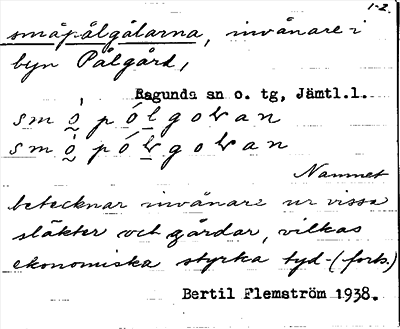 1-2.
småpålgålarna, invånare i
byn Pålgård,
Ragunda sn o. tg, Jämtl.l.
Namnet
betecknar invånare ur vissa
släkter och gårdar, vilkas
ekonomiska styrka tyd- (forts.)
Bertil Flemström 1938.